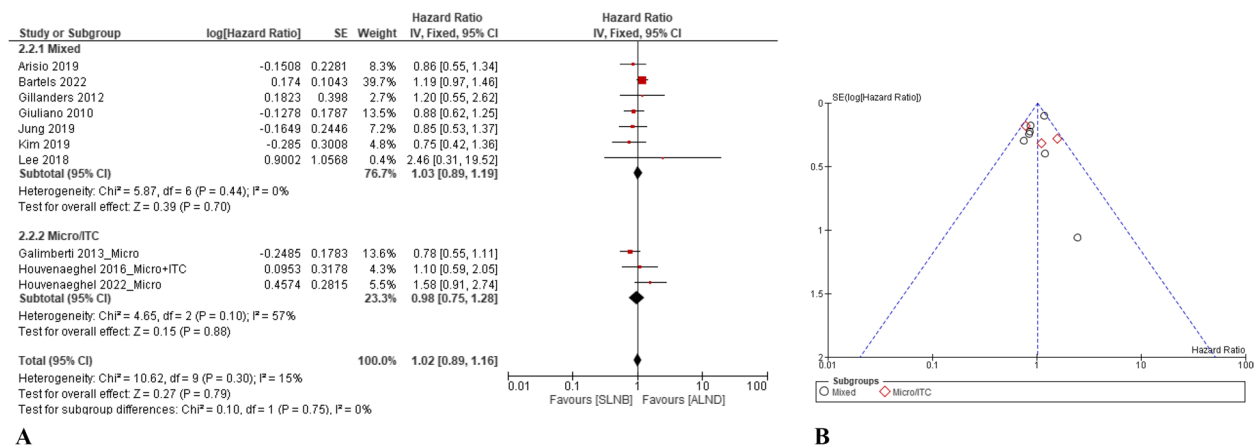 Hazard Ratio Hazard Ratio
Study or Subgroup log[Hazard Ratio] SE Weight IV, Fixed, 95% CI IV, Fixed, 95% CI
2.2.1 Mixed
Arisio 2019 -0.1508 0.2281 8.3% 0.86 [0.55, 1.34]
Bartels 2022 0.174 0.1043 39.7% 1.19 [0.97, 1.46]
Gillanders 2012 0.1823 0.398 2.7% 1.20 [0.55, 2.62]
Giuliano 2010 -0.1278 0.1787 13.5% 0.88 [0.62, 1.25]
Jung 2019 -0.1649 0.2446 7.2% 0.85 [0.53, 1.37]
Kim 2019 -0.285 0.3008 4.8% 0.75 [0.42, 1.36]
Lee 2018 0.9002 1.0568 0.4% 2.46 [0.31, 19.52]
Subtotal (95% CI) 76.7% 1.03 [0.89, 1.19]
Heterogeneity: Chi² = 5.87, df = 6 (P = 0.44); I² = 0%
Test for overall effect: Z = 0.39 (P = 0.70)
2.2.2 Micro/ITC
Galimberti 2013_Micro -0.2485 0.1783 13.6% 0.78 [0.55, 1.11]
Houvenaeghel 2016_Micro+ITC 0.0953 0.3178 4.3% 1.10 [0.59, 2.05]
Houvenaeghel 2022_Micro 0.4574 0.2815 5.5% 1.58 [0.91, 2.74]
Subtotal (95% CI) 23.3% 0.98 [0.75, 1.28]
Heterogeneity: Chi² = 4.65, df = 2 (P = 0.10); I² = 57%
Test for overall effect: Z = 0.15 (P = 0.88)
Total (95% CI) 100.0% 1.02 [0.89, 1.16]
Heterogeneity: Chi² = 10.62, df = 9 (P = 0.30); I² = 15%
Test for overall effect: Z = 0.27 (P = 0.79)
Test for subgroup differences: Chi² = 0.10, df = 1 (P = 0.75), I² = 0%
0.01 0.1 1 10 100
Favours [SLNB] Favours [ALND]
A
SE(log[Hazard Ratio])
0
0.5
1
1.5
2
Hazard Ratio
0.01 0.1 1 10 100
Subgroups
Mixed Micro/ITC
B